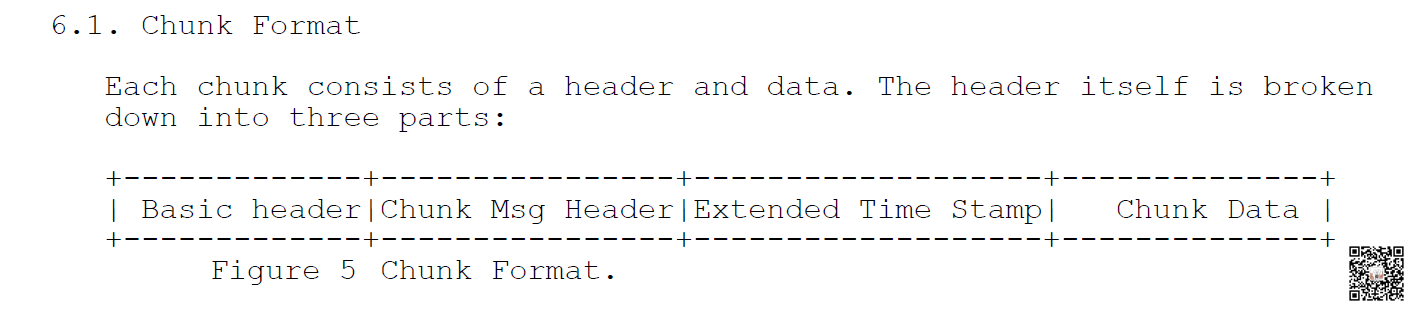 6.1. Chunk Format
Each chunk consists of a header and data. The header itself is broken
down into three parts:
+-------------+----------------+-------------------+--------------+
| Basic header|Chunk Msg Header|Extended Time Stamp|   Chunk Data |
+-------------+----------------+-------------------+--------------+
Figure 5 Chunk Format.